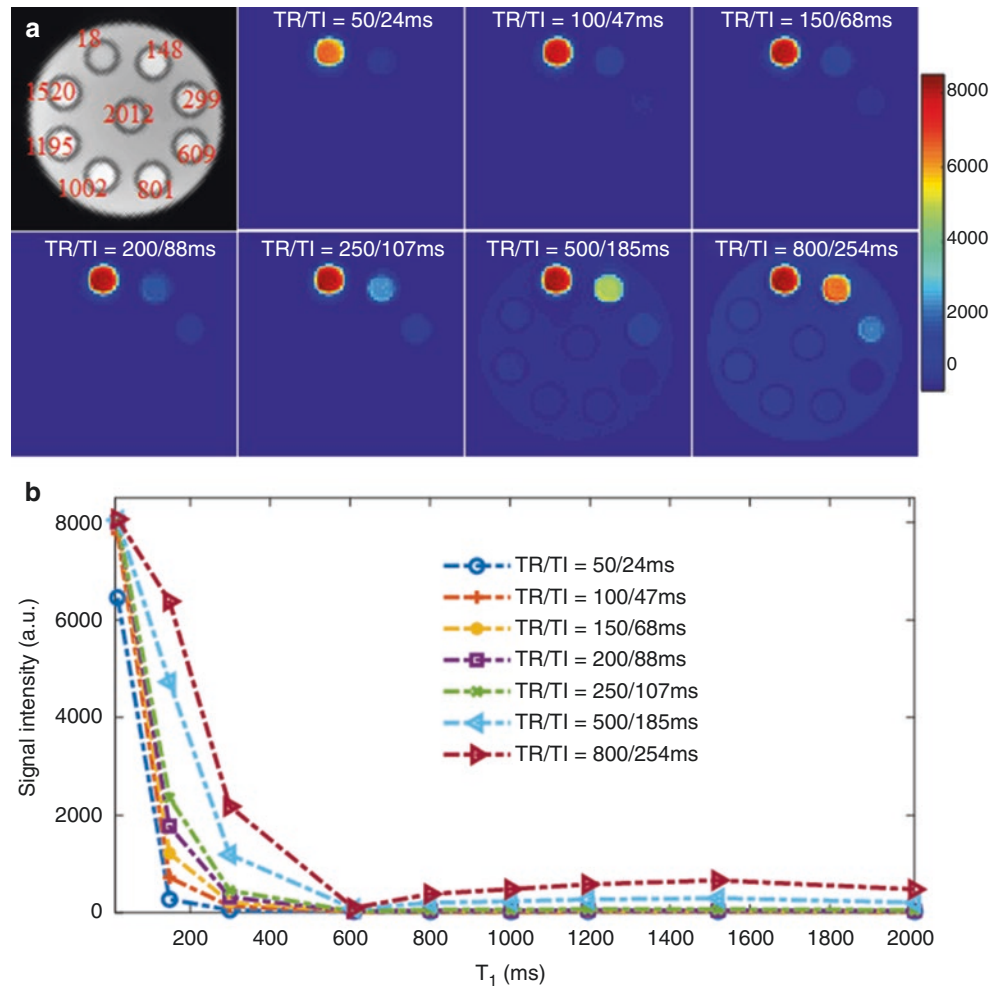 a
18
148
1520
299
2012
1195
609
1002
801
TR/TI = 50/24ms
TR/TI = 100/47ms
TR/TI = 150/68ms
TR/TI = 200/88ms
TR/TI = 250/107ms
TR/TI = 500/185ms
TR/TI = 800/254ms
8000
6000
4000
2000
0
b
Signal intensity (a.u.)
8000
6000
4000
2000
0
TR/TI = 50/24ms
TR/TI = 100/47ms
TR/TI = 150/68ms
TR/TI = 200/88ms
TR/TI = 250/107ms
TR/TI = 500/185ms
TR/TI = 800/254ms
200 400 600 800 1000 1200 1400 1600 1800 2000
T1 (ms)